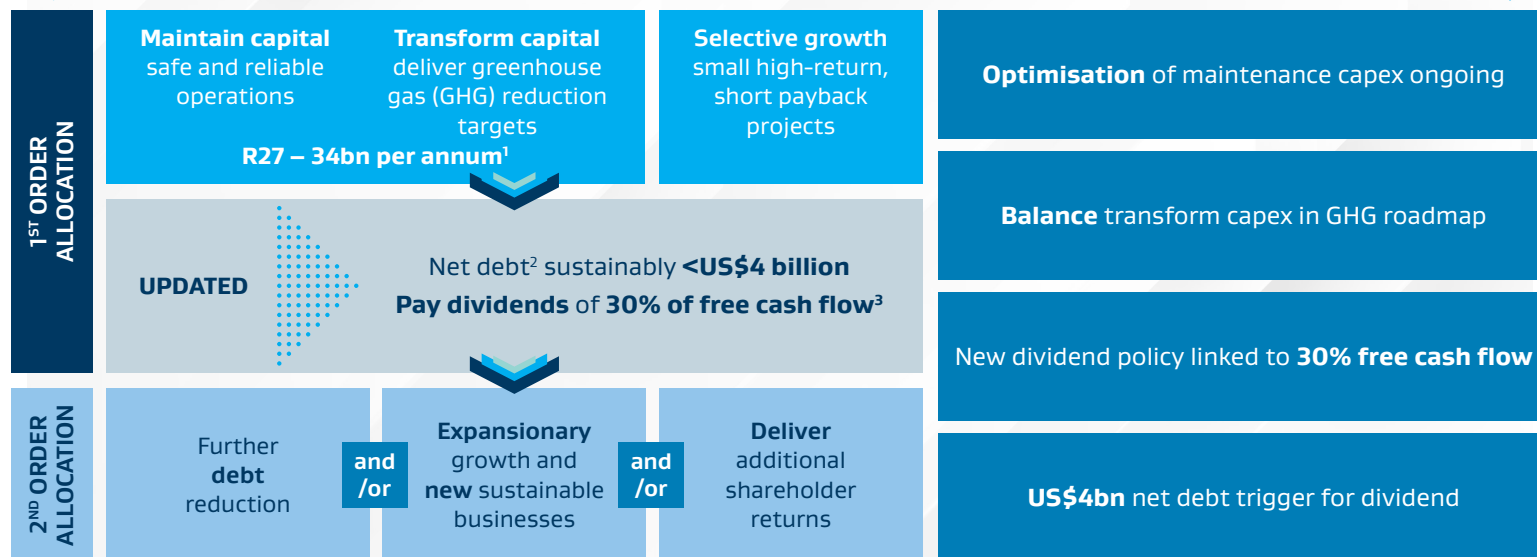 1ST ORDER
ALLOCATION
Maintain capital
safe and reliable
operations
Transform capital
deliver greenhouse
gas (GHG) reduction
targets
R27 – 34bn per annum1
Selective growth
small high-return,
short payback
projects
UPDATED
Net debt2 sustainably <US$4 billion
Pay dividends of 30% of free cash flow3
2ND ORDER
ALLOCATION
Further
debt
reduction
and
/or
Expansionary
growth and
new sustainable
businesses
and
/or
Deliver
additional
shareholder
returns
Optimisation of maintenance capex ongoing
Balance transform capex in GHG roadmap
New dividend policy linked to 30% free cash flow
US$4bn net debt trigger for dividend